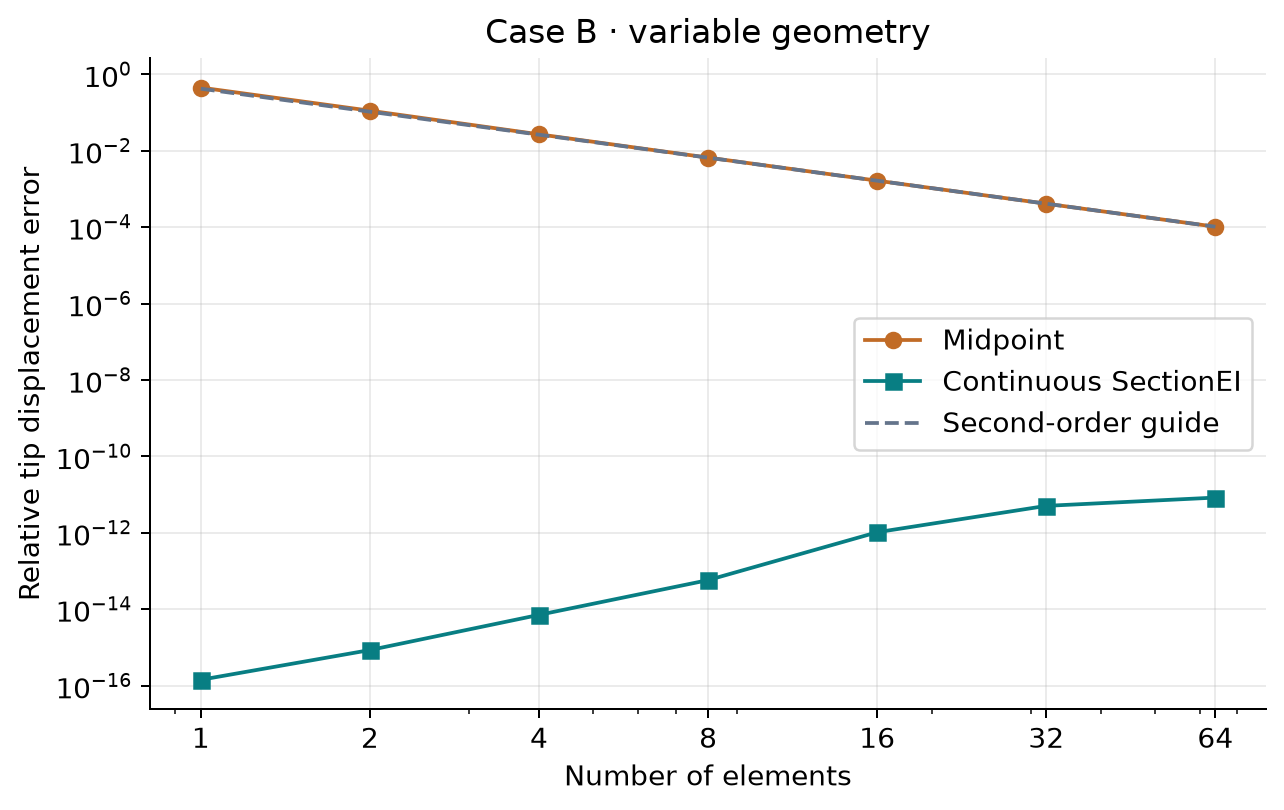 Case B · variable geometry
Relative tip displacement error
10⁰
10⁻²
10⁻⁴
10⁻⁶
10⁻⁸
10⁻¹⁰
10⁻¹²
10⁻¹⁴
10⁻¹⁶
Midpoint
Continuous SectionEI
Second-order guide
1 2 4 8 16 32 64
Number of elements